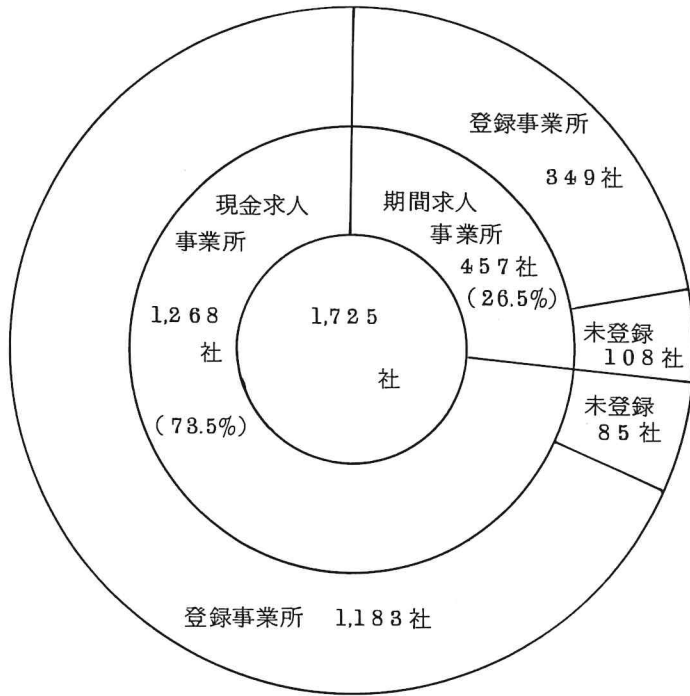 登録事業所
349社
現金求人
事業所
1,268
社
(73.5%)
期間求人
事業所
457社
(26.5%)
1,725
社
未登録
108社
未登録
85社
登録事業所 1,183社